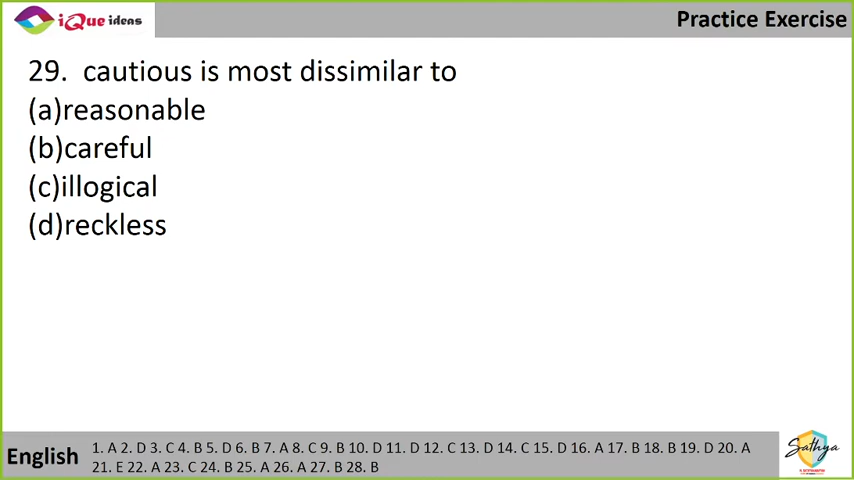 iQue ideas
Practice Exercise
29. cautious is most dissimilar to
(a)reasonable
(b)careful
(c)illogical
(d)reckless
English
1. A 2. D 3. C 4. B 5. D 6. B 7. A 8. C 9. B 10. D 11. D 12. C 13. D 14. C 15. D 16. A 17. B 18. B 19. D 20. A
21. E 22. A 23. C 24. B 25. A 26. A 27. B 28. B
Sathya